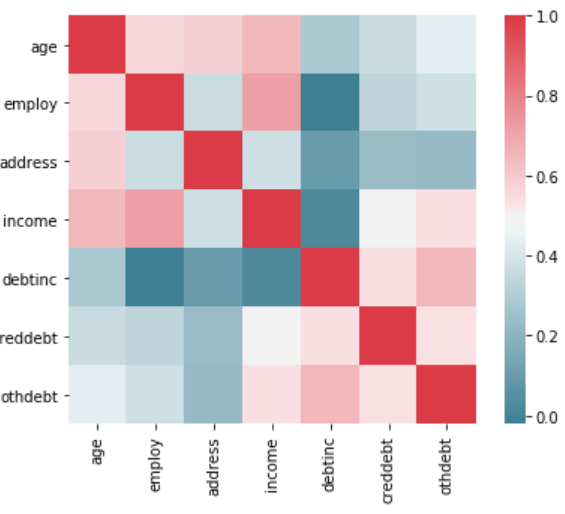 age
employ
address
income
debtinc
reddebt
othdebt
age
employ
address
income
debtinc
creddebt
othdebt
1.0
0.8
0.6
0.4
0.2
0.0